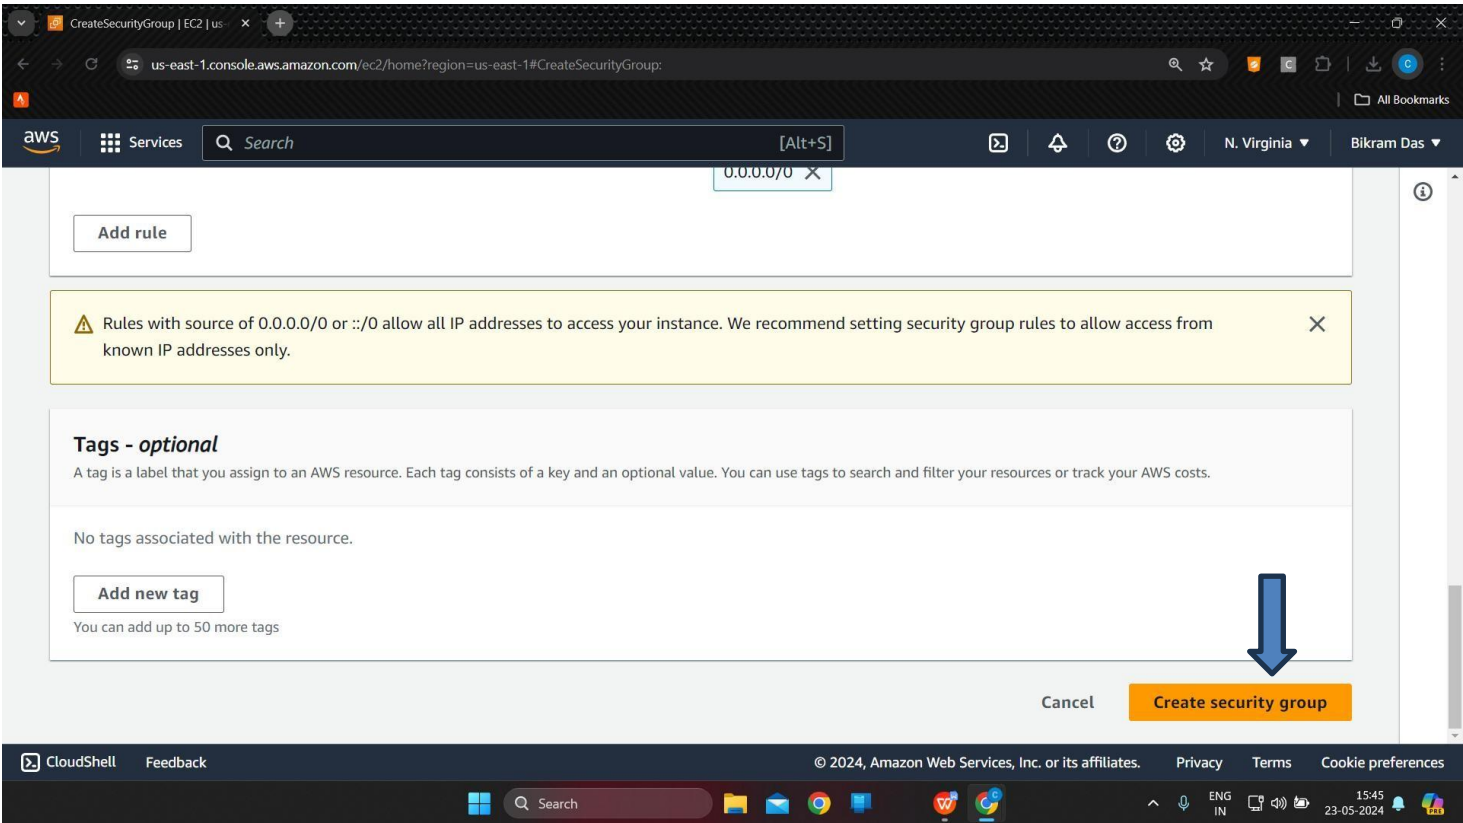 CreateSecurityGroup | EC2 | us-
us-east-1.console.aws.amazon.com/ec2/home?region=us-east-1#CreateSecurityGroup:
C
C
All Bookmarks
aws
Services
Search
[Alt+S]
N. Virginia
Bikram Das
0.0.0.0/0
Add rule
Rules with source of 0.0.0.0/0 or ::/0 allow all IP addresses to access your instance. We recommend setting security group rules to allow access from
known IP addresses only.
Tags - optional
A tag is a label that you assign to an AWS resource. Each tag consists of a key and an optional value. You can use tags to search and filter your resources or track your AWS costs.
No tags associated with the resource.
Add new tag
You can add up to 50 more tags
Cancel
Create security group
CloudShell
Feedback
© 2024, Amazon Web Services, Inc. or its affiliates.
Privacy
Terms
Cookie preferences
Search
ENG
IN
15:45
23-05-2024
PRE